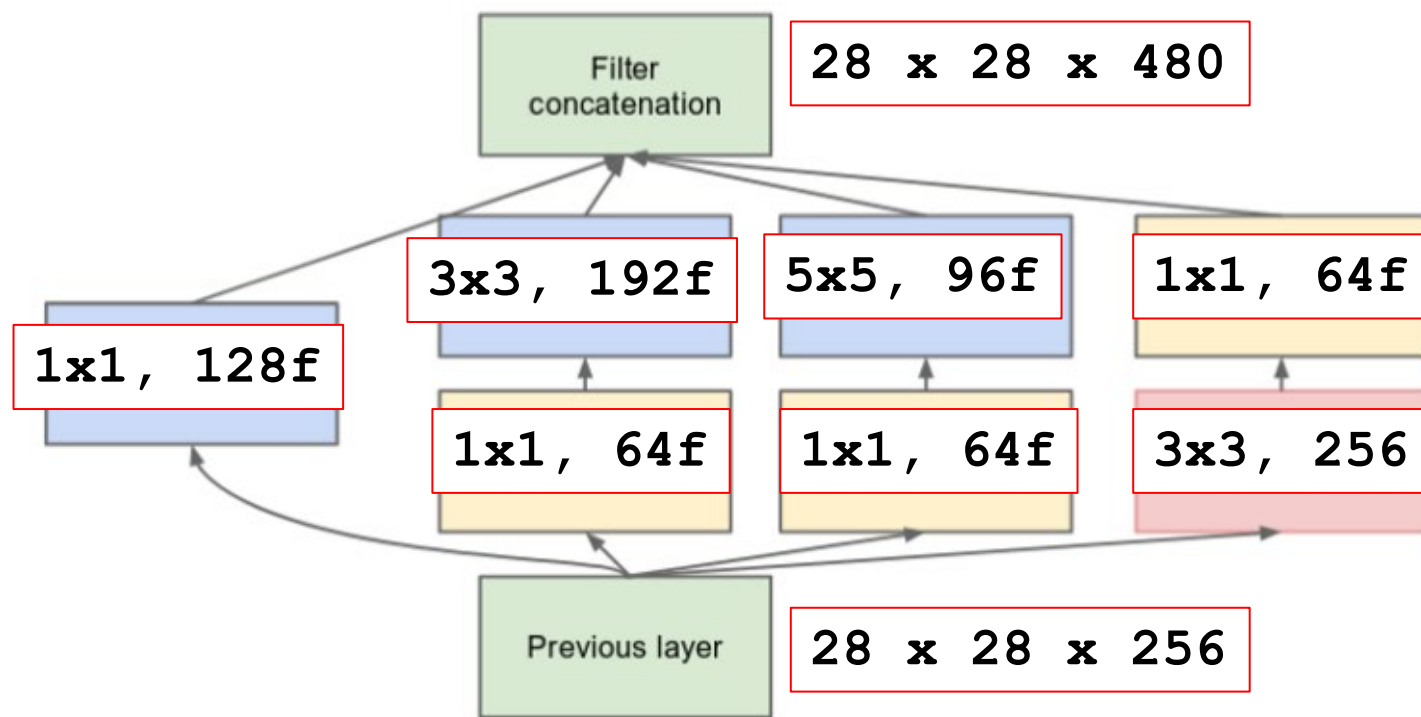 Filter
concatenation
28 x 28 x 480
3x3, 192f
5x5, 96f
1x1, 64f
1x1, 128f
1x1, 64f
1x1, 64f
3x3, 256
Previous layer
28 x 28 x 256